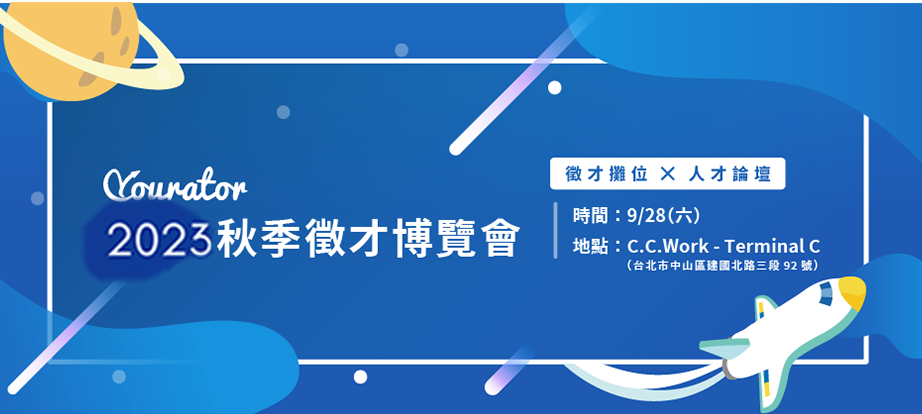 Yourator
2023秋季徵才博覽會
徵才攤位 × 人才論壇
時間：9/28(六)
地點：C.C.Work - Terminal C
(台北市中山區建國北路三段 92 號)